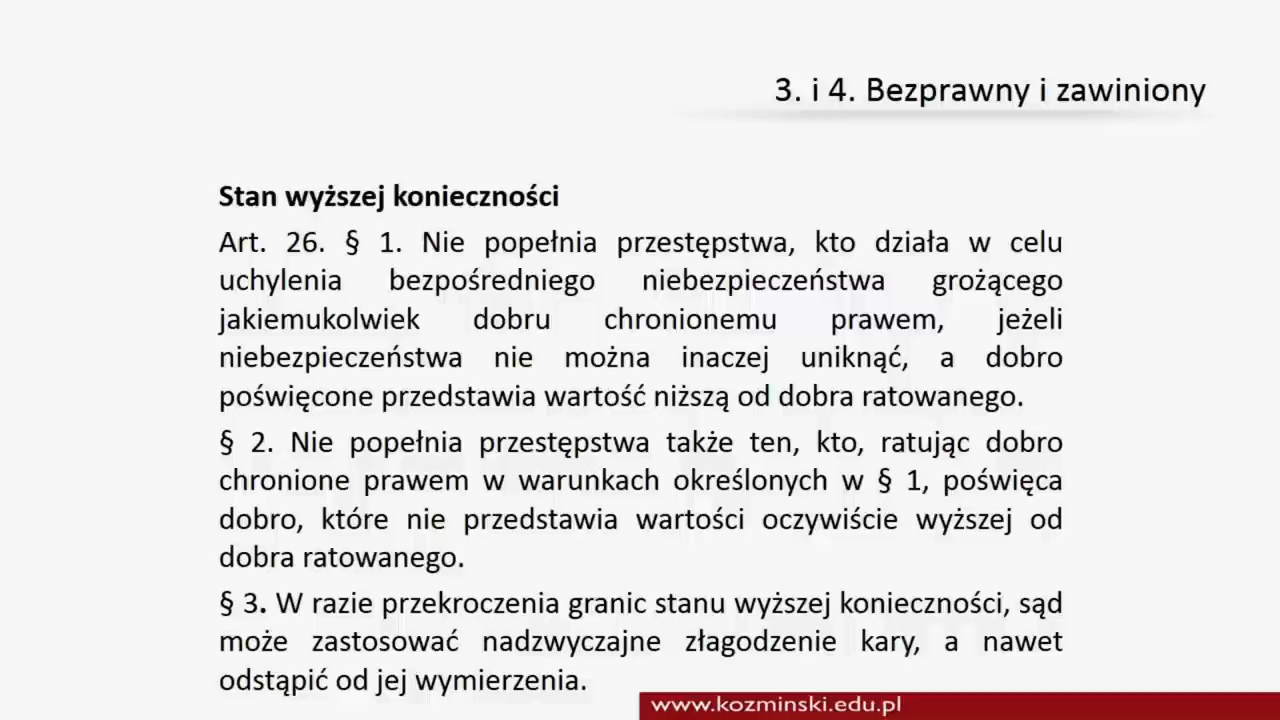 3. i 4. Bezprawny i zawiniony
Stan wyższej konieczności
Art. 26. § 1. Nie popełnia przestępstwa, kto działa w celu
uchylenia bezpośredniego niebezpieczeństwa grożącego
jakiemukolwiek dobru chronionemu prawem, jeżeli
niebezpieczeństwa nie można inaczej uniknąć, a dobro
poświęcone przedstawia wartość niższą od dobra ratowanego.
§ 2. Nie popełnia przestępstwa także ten, kto, ratując dobro
chronione prawem w warunkach określonych w § 1, poświęca
dobro, które nie przedstawia wartości oczywiście wyższej od
dobra ratowanego.
§ 3. W razie przekroczenia granic stanu wyższej konieczności, sąd
może zastosować nadzwyczajne złagodzenie kary, a nawet
odstąpić od jej wymierzenia.
www.kozminski.edu.pl